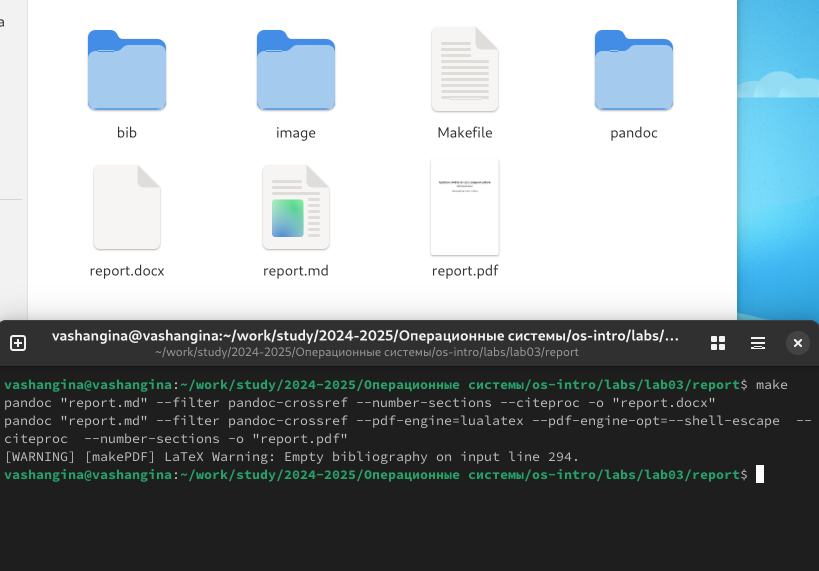 a
bib
image
Makefile
pandoc
report.docx
report.md
report.pdf
vashangina@vashangina:~/work/study/2024-2025/Операционные системы/os-intro/labs/...
~/work/study/2024-2025/Операционные системы/os-intro/labs/lab03/report
vashangina@vashangina:~/work/study/2024-2025/Операционные системы/os-intro/labs/lab03/report$ make
pandoc "report.md" --filter pandoc-crossref --number-sections --citeproc -o "report.docx"
pandoc "report.md" --filter pandoc-crossref --pdf-engine=lualatex --pdf-engine-opt=--shell-escape  --
citeproc  --number-sections -o "report.pdf"
[WARNING] [makePDF] LaTeX Warning: Empty bibliography on input line 294.
vashangina@vashangina:~/work/study/2024-2025/Операционные системы/os-intro/labs/lab03/report$